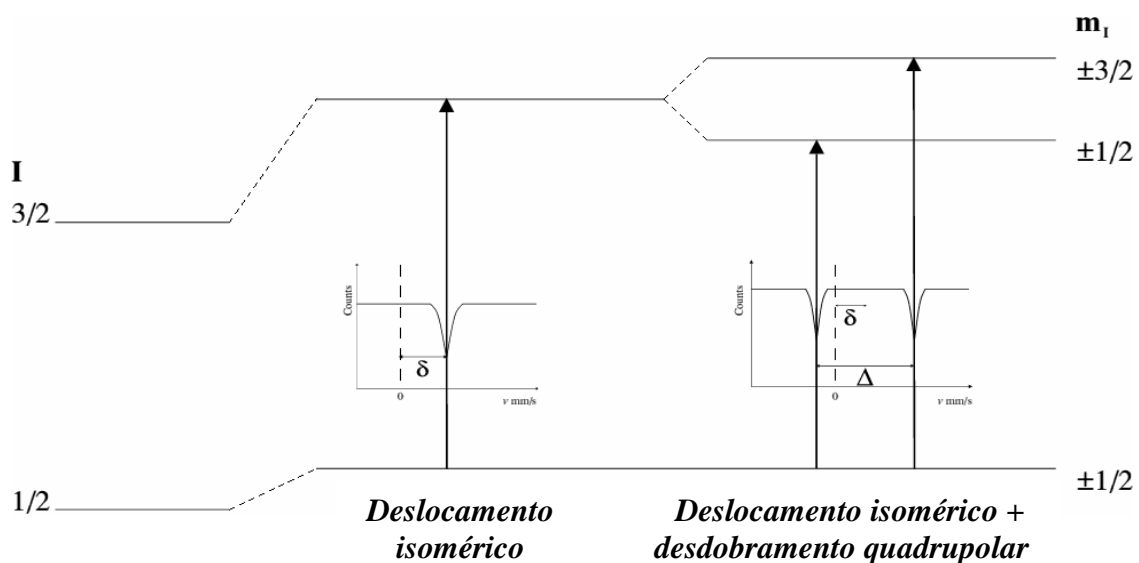 m_I
±3/2
±1/2
I
3/2
Counts
δ
0
v mm/s
Counts
δ
Δ
0
v mm/s
1/2
±1/2
Deslocamento
isomérico
Deslocamento isomérico +
desdobramento quadrupolar